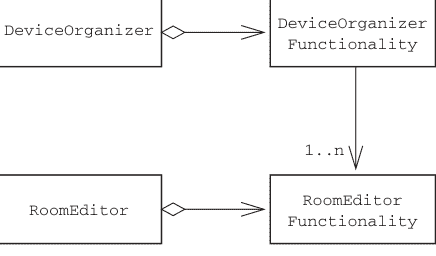 DeviceOrganizer
DeviceOrganizer
Functionality
1..n
RoomEditor
RoomEditor
Functionality